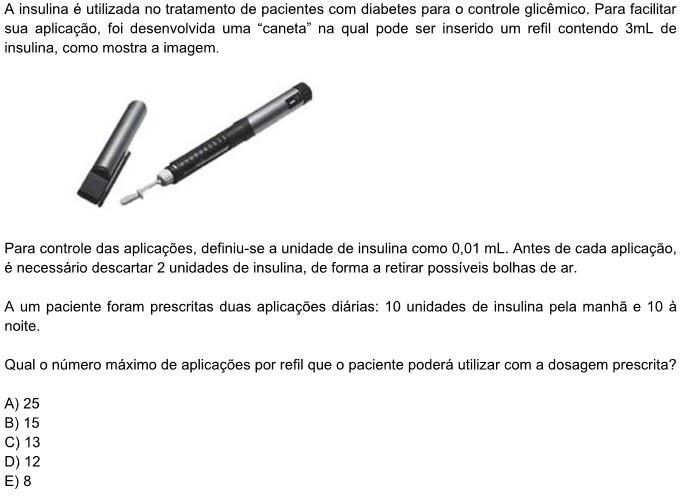 A insulina é utilizada no tratamento de pacientes com diabetes para o controle glicêmico. Para facilitar
sua aplicação, foi desenvolvida uma “caneta” na qual pode ser inserido um refil contendo 3mL de
insulina, como mostra a imagem.
Para controle das aplicações, definiu-se a unidade de insulina como 0,01 mL. Antes de cada aplicação,
é necessário descartar 2 unidades de insulina, de forma a retirar possíveis bolhas de ar.
A um paciente foram prescritas duas aplicações diárias: 10 unidades de insulina pela manhã e 10 à
noite.
Qual o número máximo de aplicações por refil que o paciente poderá utilizar com a dosagem prescrita?
A) 25
B) 15
C) 13
D) 12
E) 8